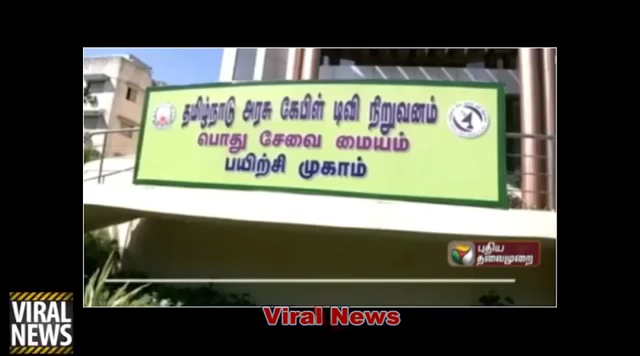 தமிழ்நாடு அரசு கேபிள் டிவி நிறுவனம்
பொது சேவை மையம்
பயிற்சி முகாம்
புதிய
தலைமுறை
Viral News
VIRAL
NEWS